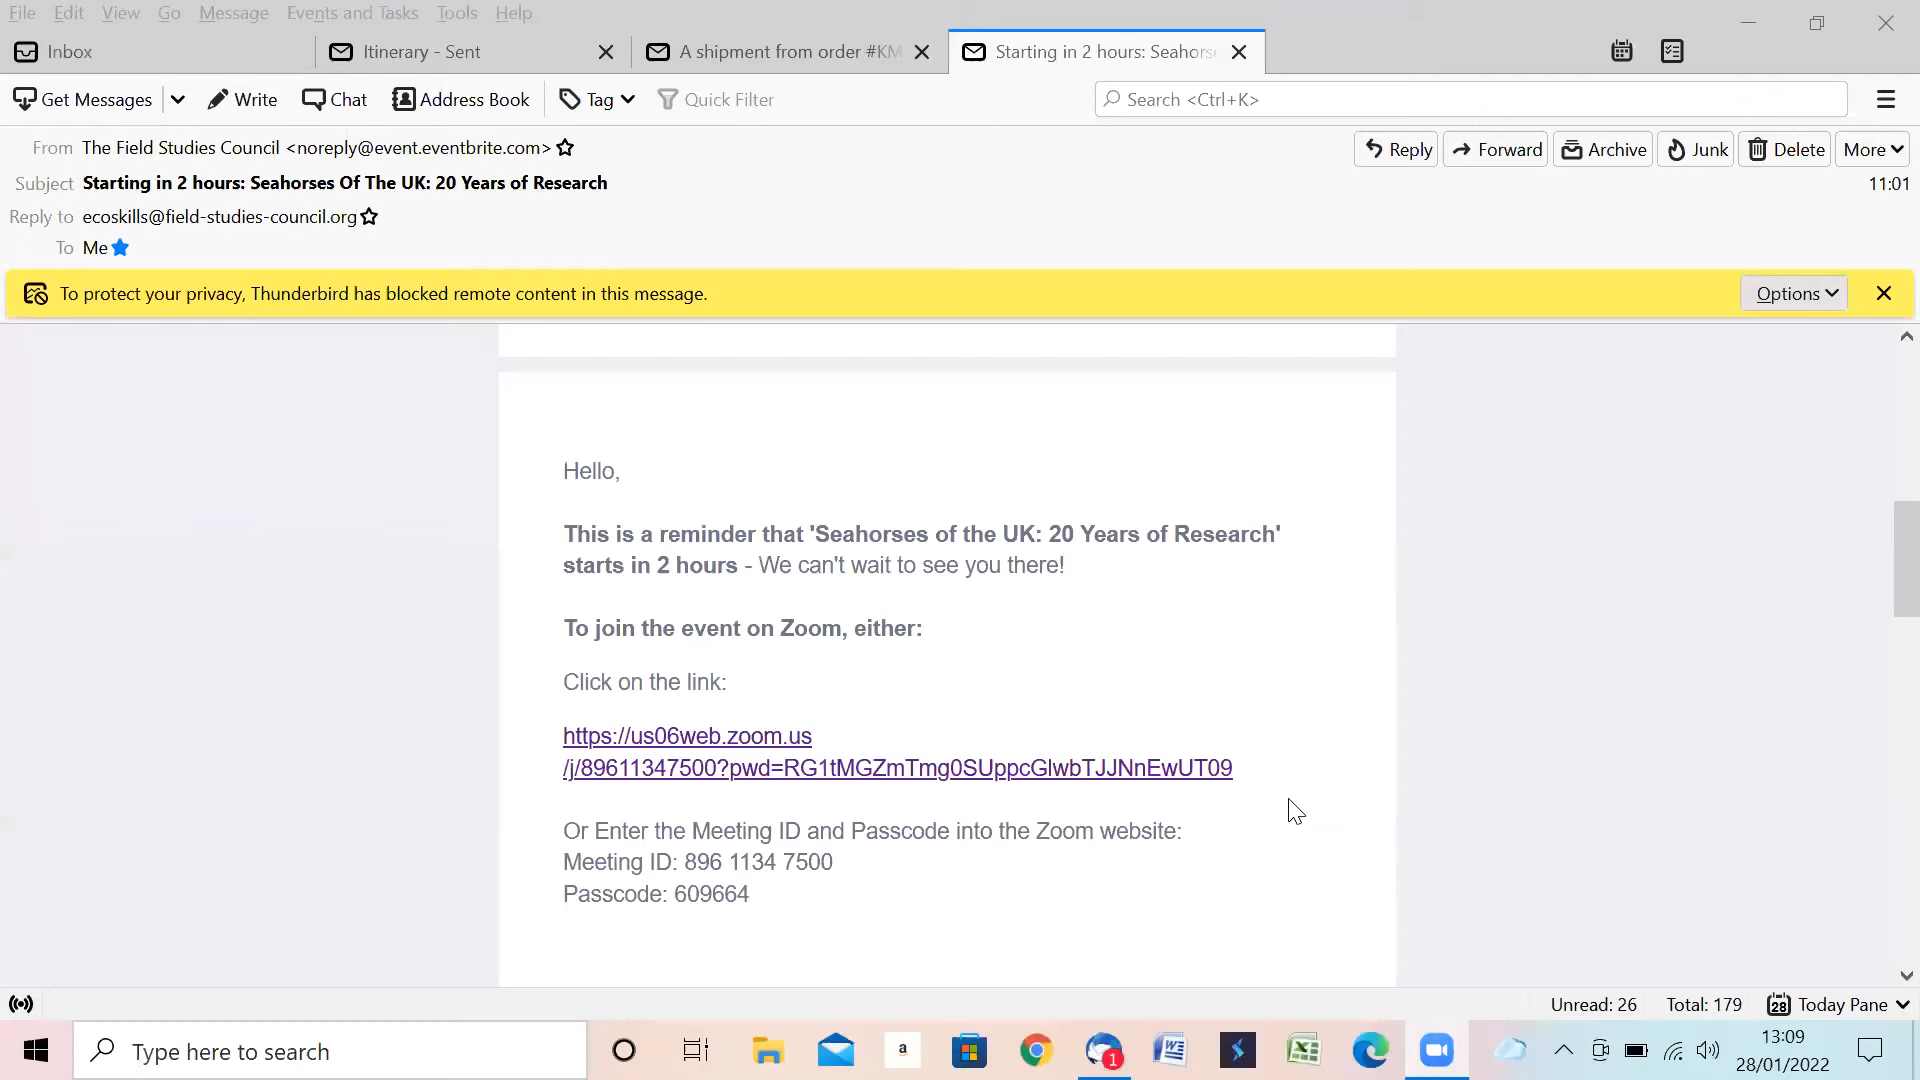 File Edit View Go Message Events and Tasks Tools Help
Inbox
Itinerary - Sent
A shipment from order #KM
Starting in 2 hours: Seahorse
Get Messages
Write
Chat
Address Book
Tag
Quick Filter
Search <Ctrl+K>
From The Field Studies Council <noreply@event.eventbrite.com>
Reply Forward Archive Junk Delete More
Subject Starting in 2 hours: Seahorses Of The UK: 20 Years of Research
11:01
Reply to ecoskills@field-studies-council.org
To Me
To protect your privacy, Thunderbird has blocked remote content in this message.
Options
Hello,
This is a reminder that 'Seahorses of the UK: 20 Years of Research'
starts in 2 hours - We can't wait to see you there!
To join the event on Zoom, either:
Click on the link:
https://us06web.zoom.us
/j/89611347500?pwd=RG1tMGZmTmg0SUppcGlwbTJJNnEwUT09
Or Enter the Meeting ID and Passcode into the Zoom website:
Meeting ID: 896 1134 7500
Passcode: 609664
Unread: 26 Total: 179 28 Today Pane
Type here to search
a
1
13:09
28/01/2022